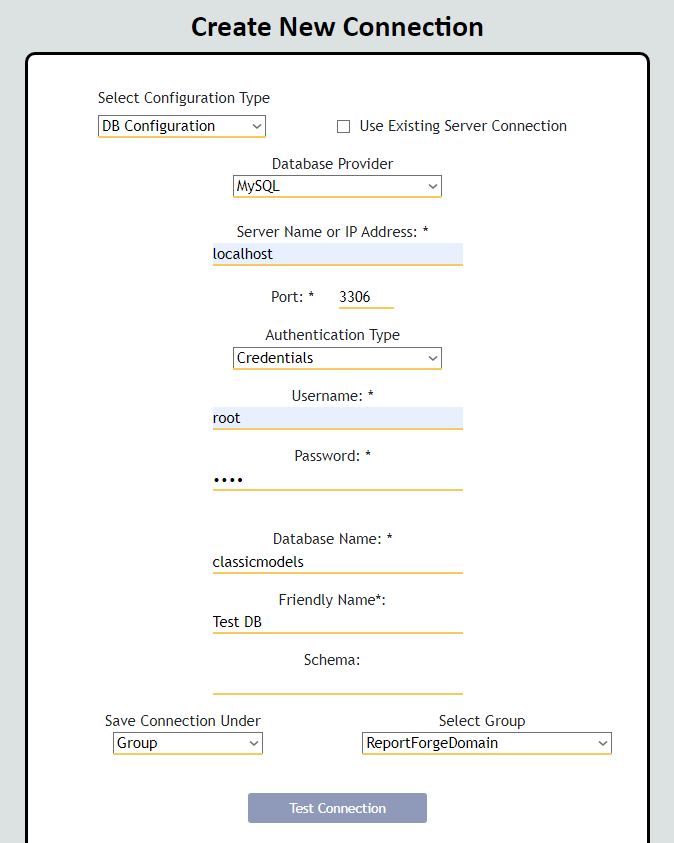 Create New Connection
Select Configuration Type
DB Configuration
Use Existing Server Connection
Database Provider
MySQL
Server Name or IP Address: *
localhost
Port: * 3306
Authentication Type
Credentials
Username: *
root
Password: *
••••
Database Name: *
classicmodels
Friendly Name*:
Test DB
Schema:
Save Connection Under
Group
Select Group
ReportForgeDomain
Test Connection